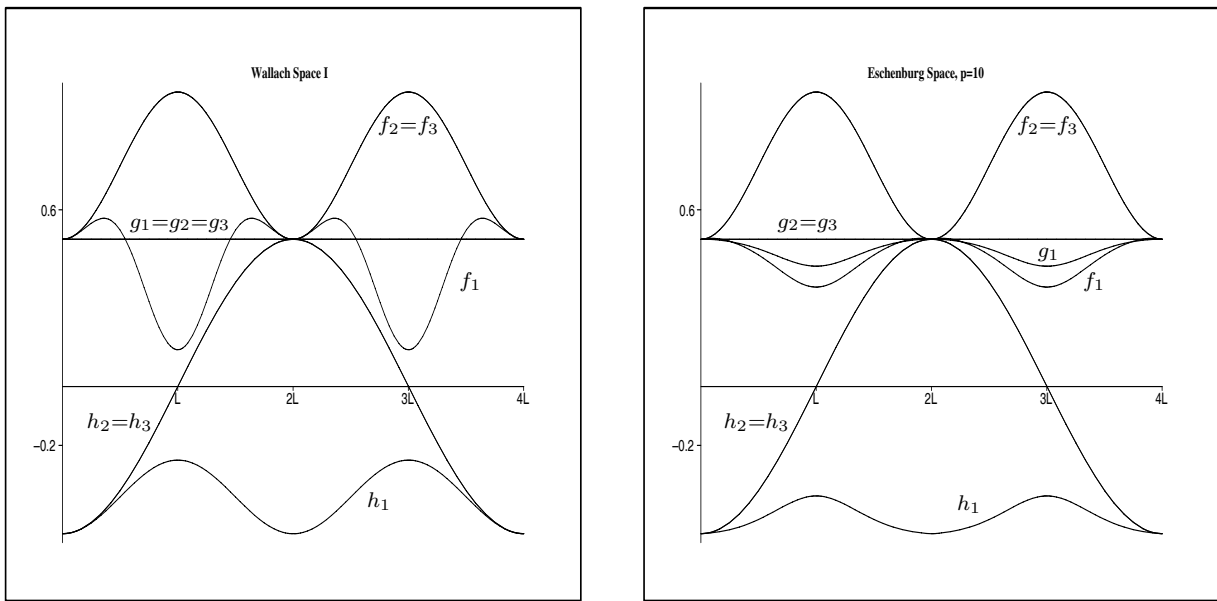 Wallach Space I
f₂=f₃
0.6
g₁=g₂=g₃
f₁
L
2L
3L
4L
h₂=h₃
−0.2
h₁
Eschenburg Space, p=10
f₂=f₃
0.6
g₂=g₃
g₁
f₁
L
2L
3L
4L
h₂=h₃
−0.2
h₁